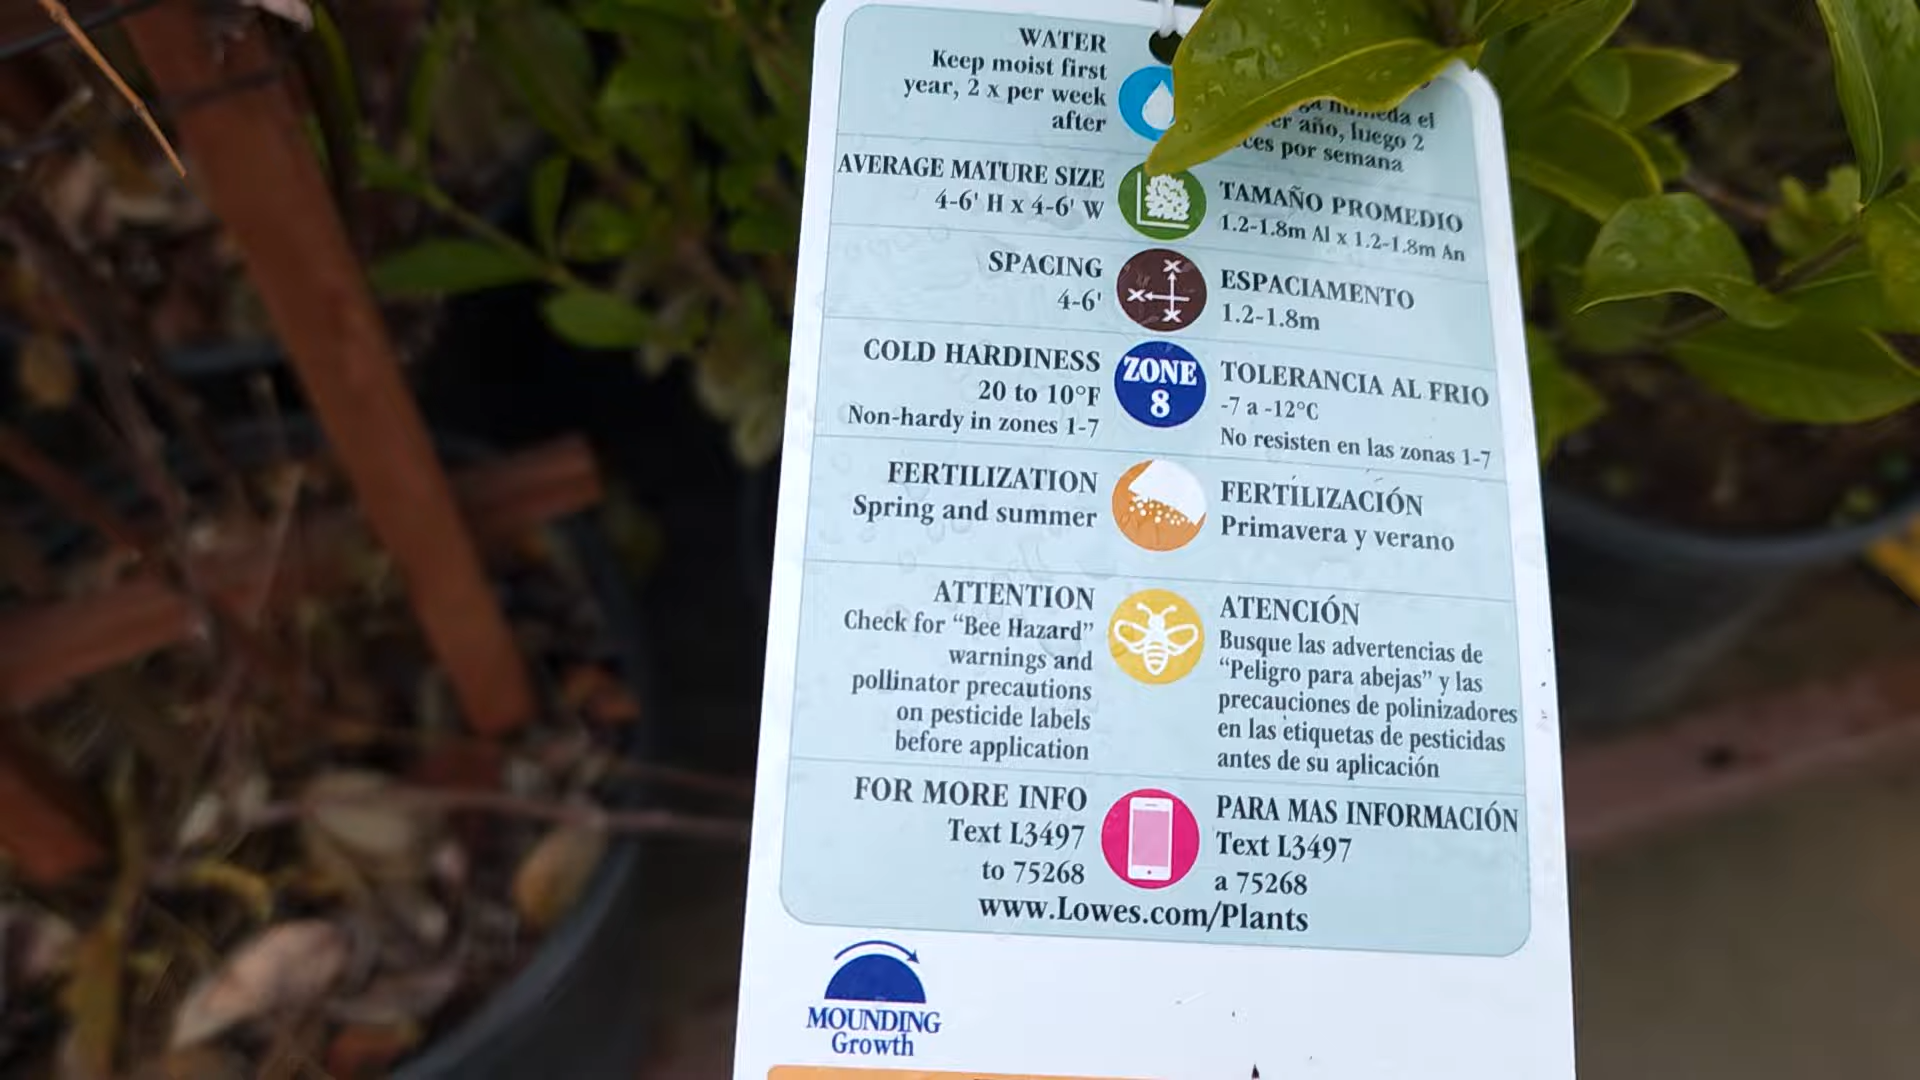 WATER
Keep moist first
year, 2 x per week
after
el
año, luego 2
por semana
AVERAGE MATURE SIZE
4-6' H x 4-6' W
TAMAÑO PROMEDIO
1.2-1.8m Al x 1.2-1.8m An
SPACING
4-6'
ESPACIAMENTO
1.2-1.8m
COLD HARDINESS
20 to 10°F
Non-hardy in zones 1-7
ZONE
8
TOLERANCIA AL FRIO
-7 a -12°C
No resisten en las zonas 1-7
FERTILIZATION
Spring and summer
FERTILIZACIÓN
Primavera y verano
ATTENTION
Check for “Bee Hazard”
warnings and
pollinator precautions
on pesticide labels
before application
ATENCIÓN
Busque las advertencias de
“Peligro para abejas” y las
precauciones de polinizadores
en las etiquetas de pesticidas
antes de su aplicación
FOR MORE INFO
Text L3497
to 75268
PARA MAS INFORMACIÓN
Text L3497
a 75268
www.Lowes.com/Plants
MOUNDING
Growth